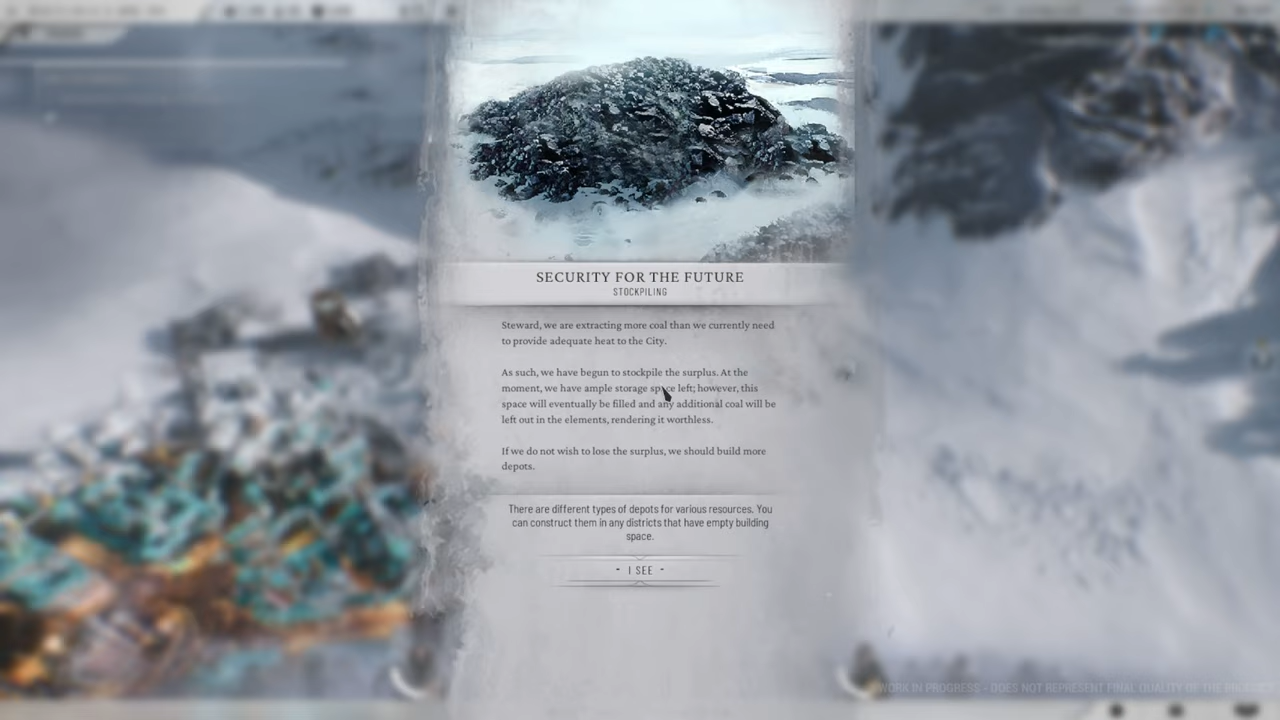 SECURITY FOR THE FUTURE
STOCKPILING
Steward, we are extracting more coal than we currently need
to provide adequate heat to the City.
As such, we have begun to stockpile the surplus. At the
moment, we have ample storage space left; however, this
space will eventually be filled and any additional coal will be
left out in the elements, rendering it worthless.
If we do not wish to lose the surplus, we should build more
depots.
There are different types of depots for various resources. You
can construct them in any districts that have empty building
space.
- I SEE -
WORK IN PROGRESS - DOES NOT REPRESENT FINAL QUALITY OF THE